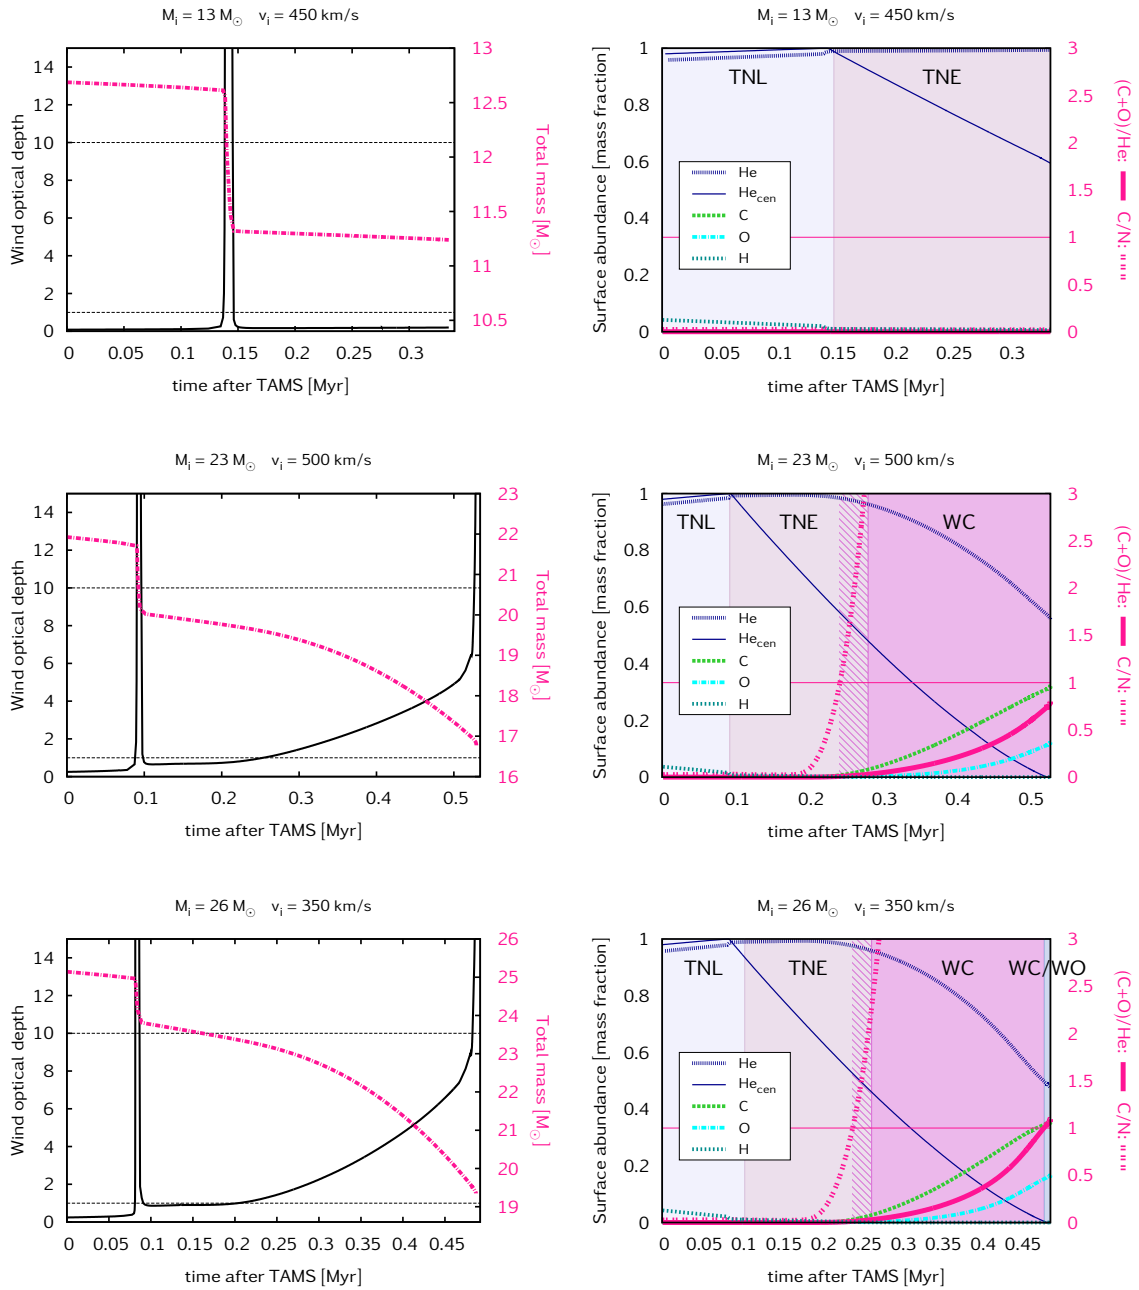 M_i = 13 M_☉ v_i = 450 km/s
14
12
10
8
6
4
2
0
Wind optical depth
13
12.5
12
11.5
11
10.5
Total mass [M_☉]
0 0.05 0.1 0.15 0.2 0.25 0.3
time after TAMS [Myr]
M_i = 13 M_☉ v_i = 450 km/s
TNL TNE
1
0.8
0.6
0.4
0.2
0
Surface abundance [mass fraction]
He
He_cen
C
O
H
3
2.5
2
1.5
1
0.5
0
(C+O)/He: C/N:
0 0.05 0.1 0.15 0.2 0.25 0.3
time after TAMS [Myr]
M_i = 23 M_☉ v_i = 500 km/s
14
12
10
8
6
4
2
0
Wind optical depth
23
22
21
20
19
18
17
16
Total mass [M_☉]
0 0.1 0.2 0.3 0.4 0.5
time after TAMS [Myr]
M_i = 23 M_☉ v_i = 500 km/s
TNL TNE WC
1
0.8
0.6
0.4
0.2
0
Surface abundance [mass fraction]
He
He_cen
C
O
H
3
2.5
2
1.5
1
0.5
0
(C+O)/He: C/N:
0 0.1 0.2 0.3 0.4 0.5
time after TAMS [Myr]
M_i = 26 M_☉ v_i = 350 km/s
14
12
10
8
6
4
2
0
Wind optical depth
26
25
24
23
22
21
20
19
Total mass [M_☉]
0 0.05 0.1 0.15 0.2 0.25 0.3 0.35 0.4 0.45
time after TAMS [Myr]
M_i = 26 M_☉ v_i = 350 km/s
TNL TNE WC WC/WO
1
0.8
0.6
0.4
0.2
0
Surface abundance [mass fraction]
He
He_cen
C
O
H
3
2.5
2
1.5
1
0.5
0
(C+O)/He: C/N:
0 0.05 0.1 0.15 0.2 0.25 0.3 0.35 0.4 0.45
time after TAMS [Myr]